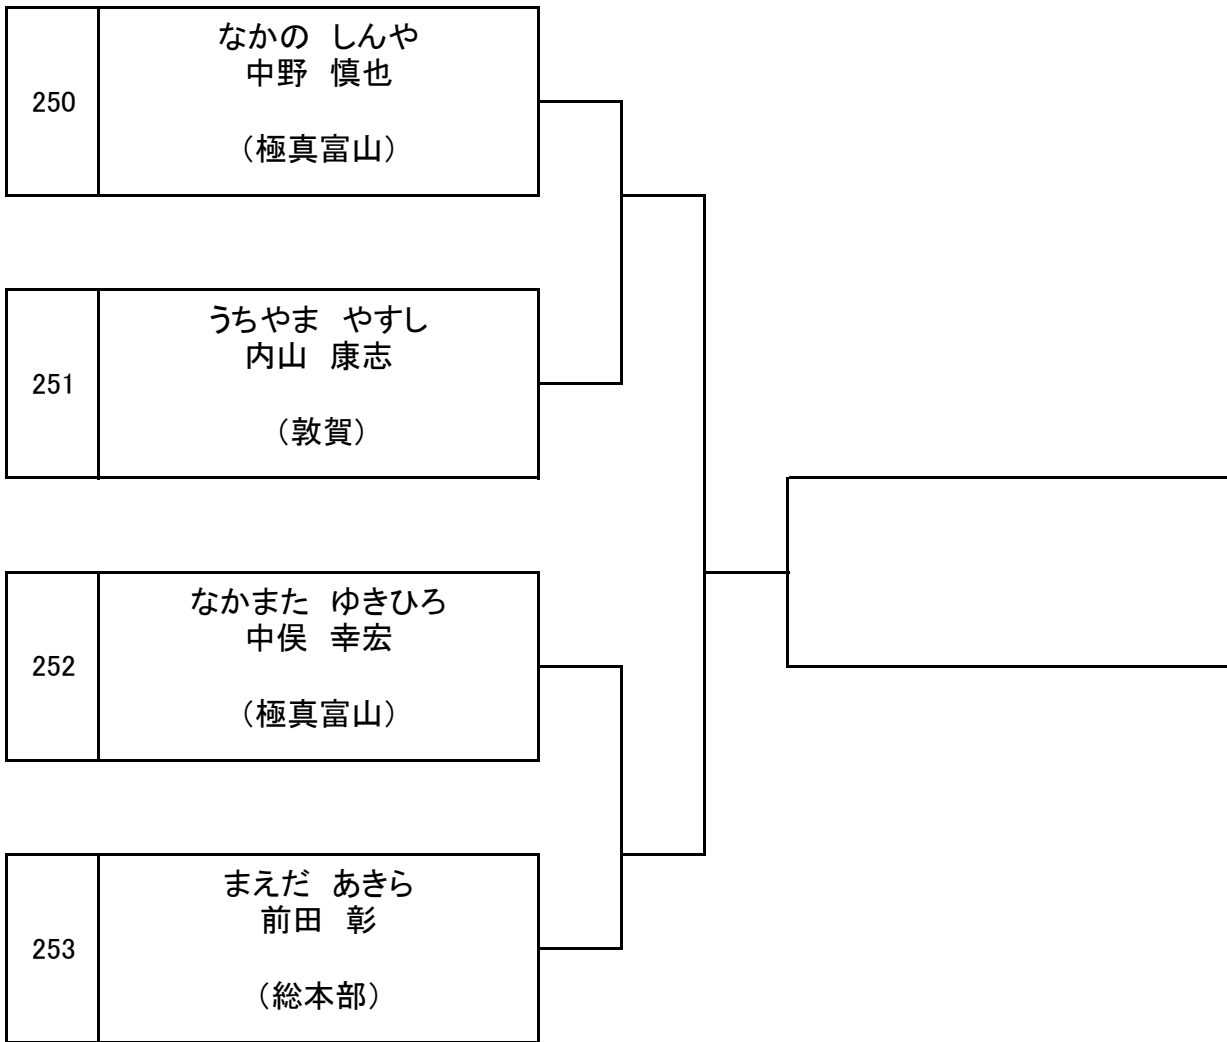 250
なかの　しんや
中野　慎也
（極真富山）
251
うちやま　やすし
内山　康志
（敦賀）
252
なかまた　ゆきひろ
中俣　幸宏
（極真富山）
253
まえだ　あきら
前田　彰
（総本部）